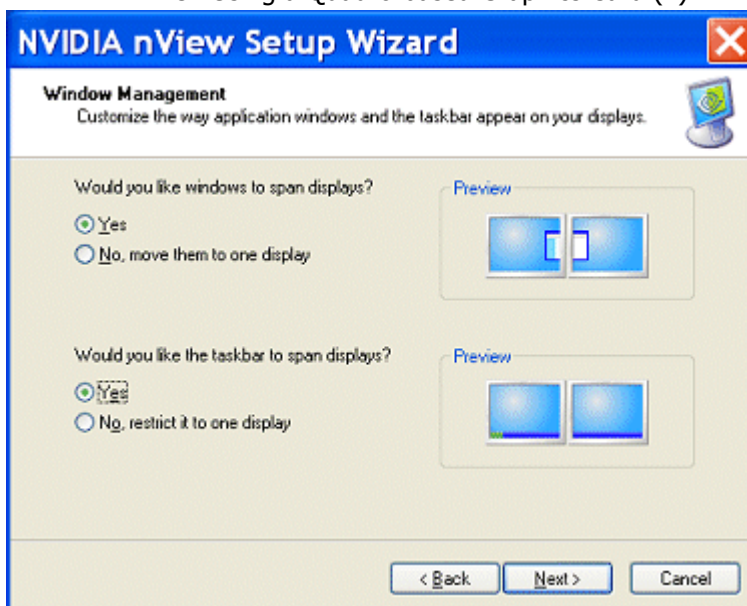 NVIDIA nView Setup Wizard
Window Management
Customize the way application windows and the taskbar appear on your displays.
Would you like windows to span displays?
Preview
Yes
No, move them to one display
Would you like the taskbar to span displays?
Preview
Yes
No, restrict it to one display
< Back
Next >
Cancel